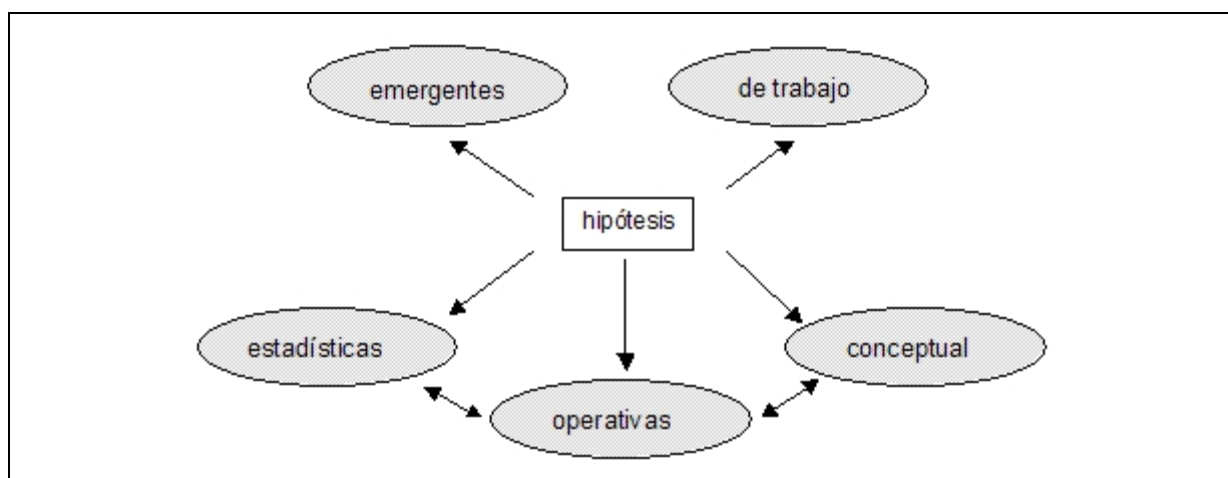 emergentes
de trabajo
hipótesis
estadísticas
conceptual
operativas